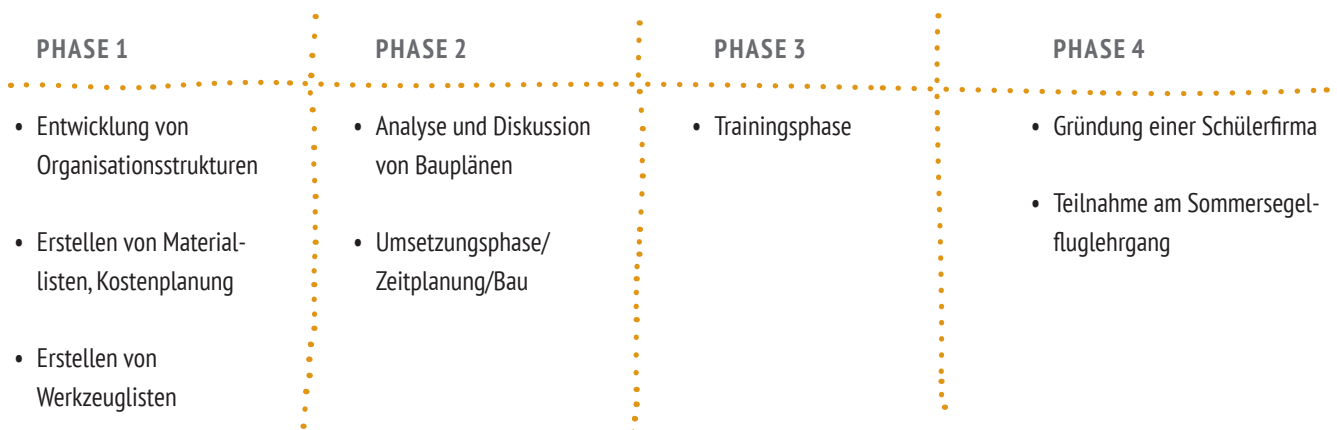 PHASE 1
• Entwicklung von
Organisationsstrukturen
• Erstellen von Material-
listen, Kostenplanung
• Erstellen von
Werkzeuglisten
PHASE 2
• Analyse und Diskussion
von Bauplänen
• Umsetzungsphase/
Zeitplanung/Bau
PHASE 3
• Trainingsphase
PHASE 4
• Gründung einer Schülerfirma
• Teilnahme am Sommersegel-
fluglehrgang